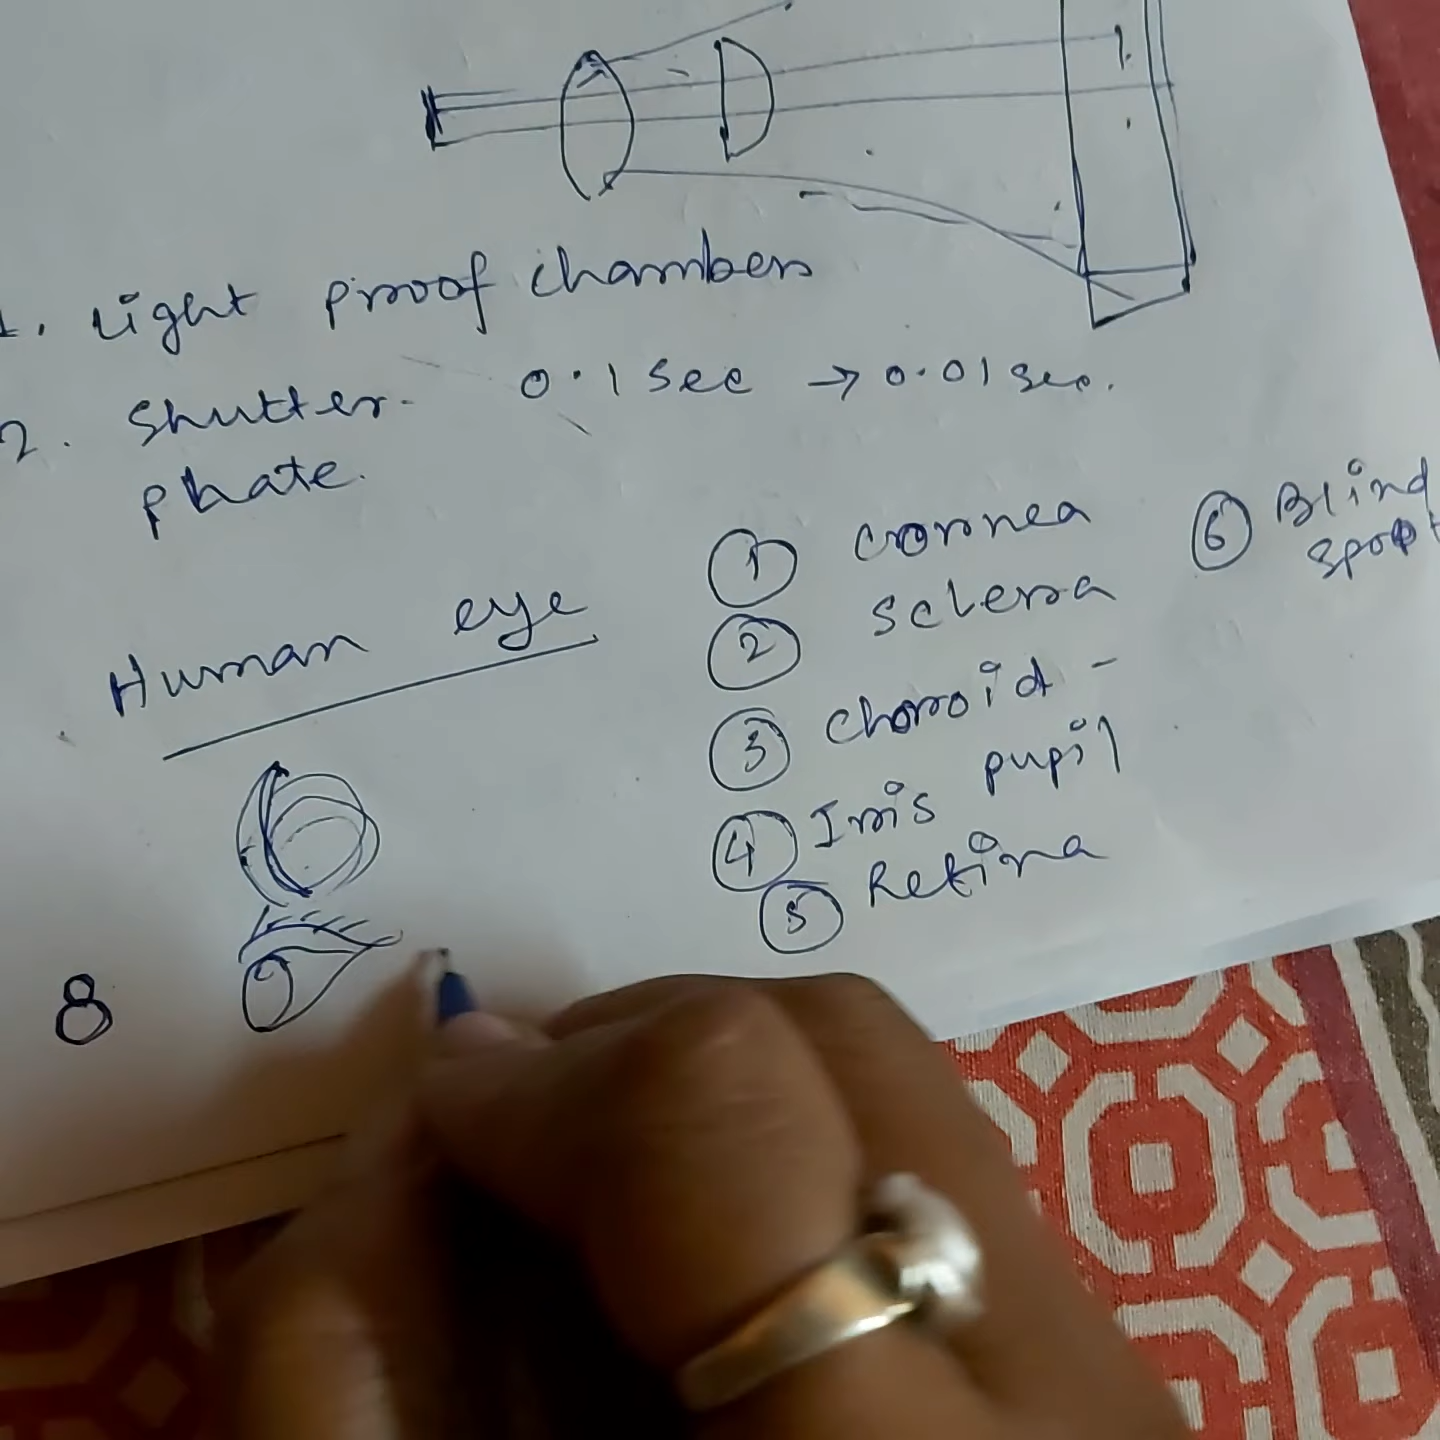 1. Light proof chambers
2. Shutter. 0.1 sec → 0.01 sec.
plate.
Human eye
① cornea
② sclera
③ choroid -
④ Iris pupil
⑤ Retina
⑥ Blind
spot
8